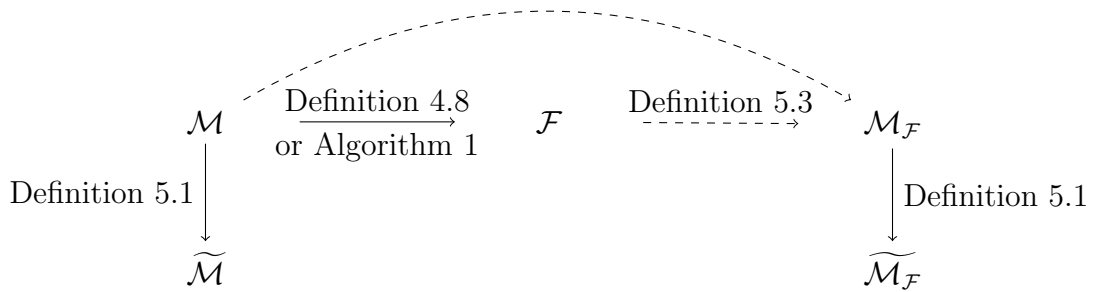 Definition 4.8
Definition 5.3
ℳ
ℱ
ℳ_ℱ
or Algorithm 1
Definition 5.1
Definition 5.1
ℳ̃
ℳ̃_ℱ